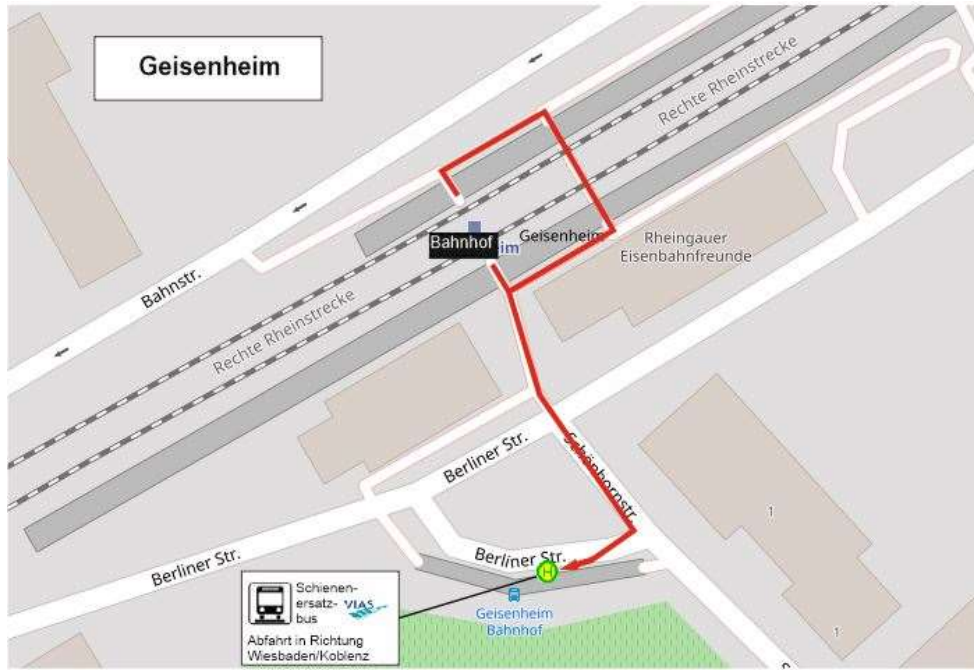 Geisenheim
Rechte Rheinstrecke
Bahnhof
im
Geisenheim
Rheingauer
Eisenbahnfreunde
Bahnstr.
Rechte Rheinstrecke
Berliner Str.
Schönbornstr.
1
Berliner Str.
Berliner Str.
H
Schienen-
ersatz-
bus
VIAS
Abfahrt in Richtung
Wiesbaden/Koblenz
Geisenheim
Bahnhof
1